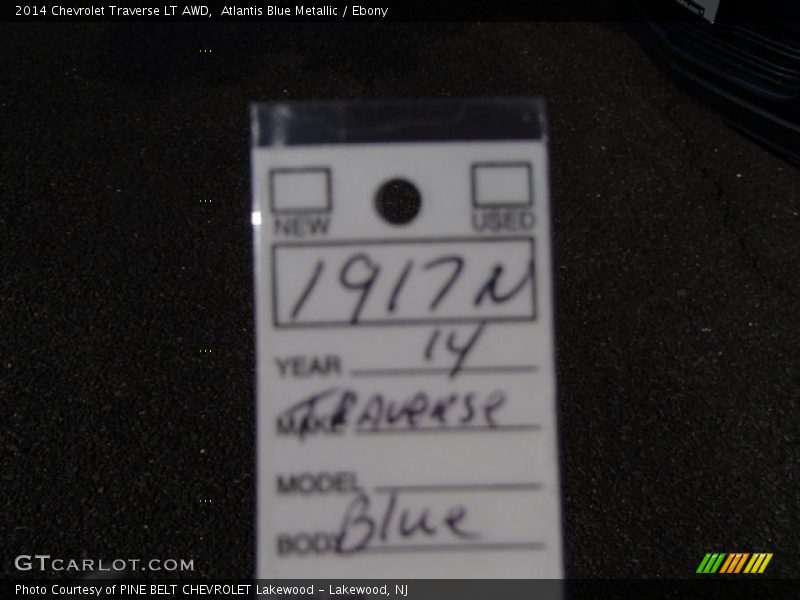 2014 Chevrolet Traverse LT AWD, Atlantis Blue Metallic / Ebony
NEW USED
1917N
YEAR 14
MAKE TRAVERSE
MODEL
BODY Blue
GTCARLOT.COM
Photo Courtesy of PINE BELT CHEVROLET Lakewood – Lakewood, NJ